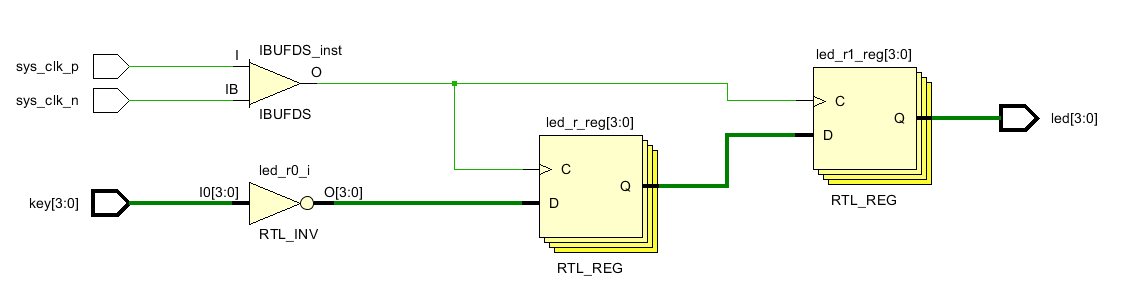 sys_clk_p
sys_clk_n
I
IB
IBUFDS_inst
O
IBUFDS
key[3:0]
I0[3:0]
led_r0_i
O[3:0]
RTL_INV
led_r_reg[3:0]
C
D
Q
RTL_REG
led_r1_reg[3:0]
C
D
Q
RTL_REG
led[3:0]